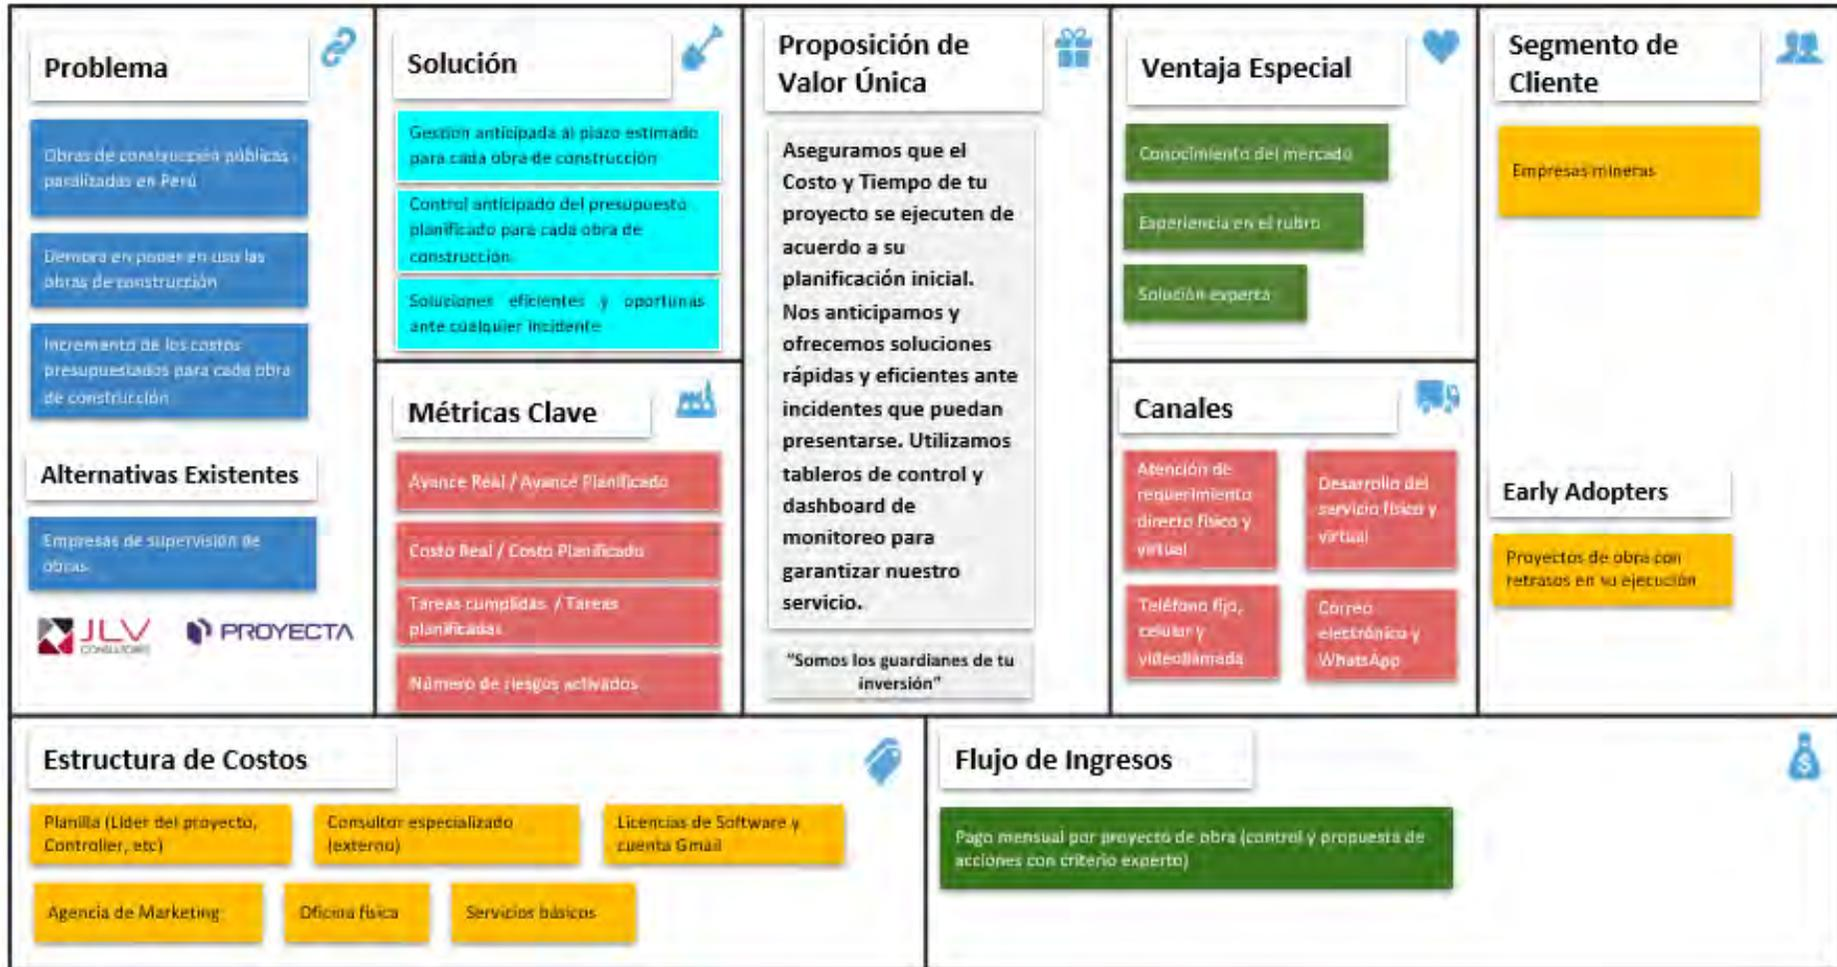 Problema
Obras de construcción públicas
paralizadas en Perú
Demora en poner en uso las
obras de construcción
Incremento de los costos
presupuestados para cada obra
de construcción
Alternativas Existentes
Empresas de supervisión de
obras
JLV
CONSULTORES
PROYECTA
Solución
Gestión anticipada al plazo estimado
para cada obra de construcción
Control anticipado del presupuesto
planificado para cada obra de
construcción
Soluciones eficientes y oportunas
ante cualquier incidente
Métricas Clave
Avance Real / Avance Planificado
Costo Real / Costo Planificado
Tareas cumplidas / Tareas
planificadas
Número de riesgos activados
Proposición de
Valor Única
Aseguramos que el
Costo y Tiempo de tu
proyecto se ejecuten de
acuerdo a su
planificación inicial.
Nos anticipamos y
ofrecemos soluciones
rápidas y eficientes ante
incidentes que puedan
presentarse. Utilizamos
tableros de control y
dashboard de
monitoreo para
garantizar nuestro
servicio.
"Somos los guardianes de tu
inversión"
Ventaja Especial
Conocimiento del mercado
Experiencia en el rubro
Solución experta
Canales
Atención de
requerimiento
directo físico y
virtual
Desarrollo del
servicio físico y
virtual
Teléfono fijo,
celular y
videollamada
Correo
electrónico y
WhatsApp
Segmento de
Cliente
Empresas mineras
Early Adopters
Proyectos de obra con
retrasos en su ejecución
Estructura de Costos
Planilla (Líder del proyecto,
Controller, etc)
Consultor especializado
(externo)
Licencias de Software y
cuenta Gmail
Agencia de Marketing
Oficina física
Servicios básicos
Flujo de Ingresos
Pago mensual por proyecto de obra (control y propuesta de
acciones con criterio experto)